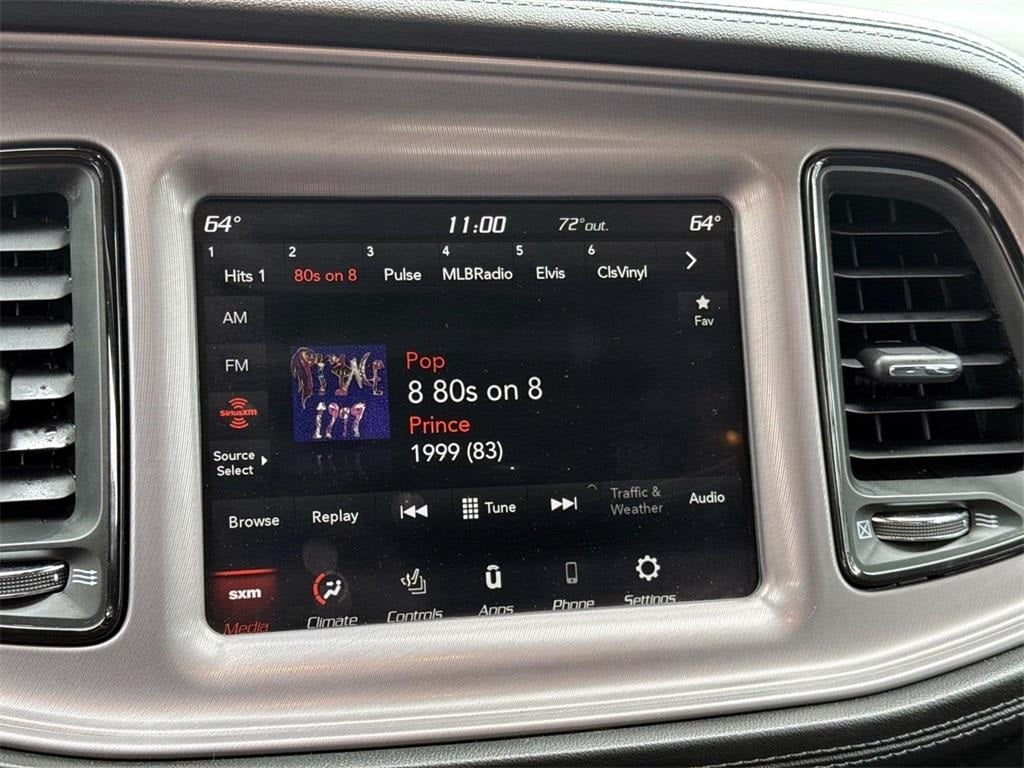 64° 11:00 72°out. 64°
1 2 3 4 5 6
Hits 1 80s on 8 Pulse MLBRadio Elvis ClsVinyl
AM
Fav
FM
Pop
PRINCE
8 80s on 8
1999
SiriusXM
Prince
Source
Select
1999 (83)
Browse Replay Tune Traffic &
Weather Audio
sxm
Media Climate Controls Apps Phone Settings